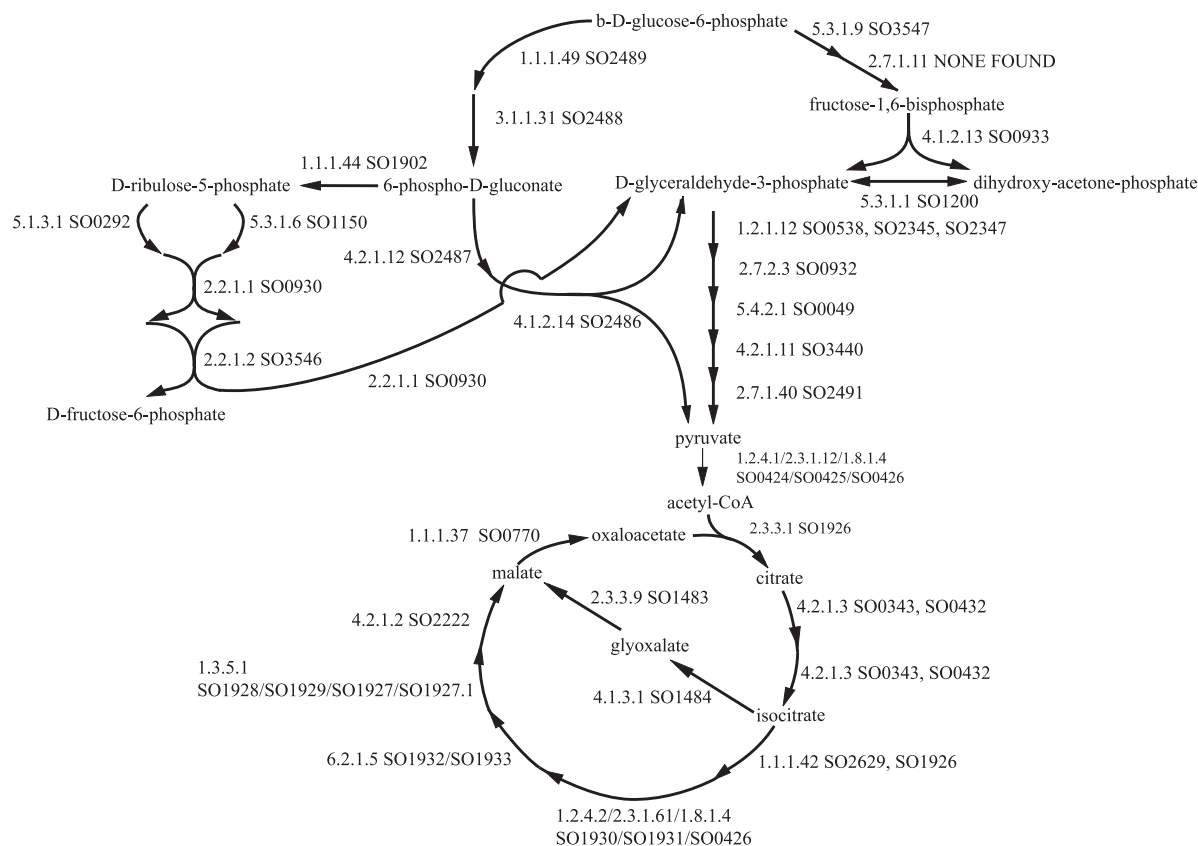 b-D-glucose-6-phosphate
5.3.1.9 SO3547
1.1.1.49 SO2489
2.7.1.11 NONE FOUND
fructose-1,6-bisphosphate
3.1.1.31 SO2488
4.1.2.13 SO0933
1.1.1.44 SO1902
D-ribulose-5-phosphate
6-phospho-D-gluconate
D-glyceraldehyde-3-phosphate
dihydroxy-acetone-phosphate
5.3.1.1 SO1200
5.1.3.1 SO0292
5.3.1.6 SO1150
1.2.1.12 SO0538, SO2345, SO2347
4.2.1.12 SO2487
2.7.2.3 SO0932
2.2.1.1 SO0930
5.4.2.1 SO0049
4.1.2.14 SO2486
4.2.1.11 SO3440
2.2.1.2 SO3546
2.2.1.1 SO0930
2.7.1.40 SO2491
D-fructose-6-phosphate
pyruvate
1.2.4.1/2.3.1.12/1.8.1.4
SO0424/SO0425/SO0426
acetyl-CoA
2.3.3.1 SO1926
1.1.1.37 SO0770
oxaloacetate
malate
citrate
2.3.3.9 SO1483
4.2.1.3 SO0343, SO0432
4.2.1.2 SO2222
glyoxalate
1.3.5.1
SO1928/SO1929/SO1927/SO1927.1
4.2.1.3 SO0343, SO0432
4.1.3.1 SO1484
isocitrate
6.2.1.5 SO1932/SO1933
1.1.1.42 SO2629, SO1926
1.2.4.2/2.3.1.61/1.8.1.4
SO1930/SO1931/SO0426